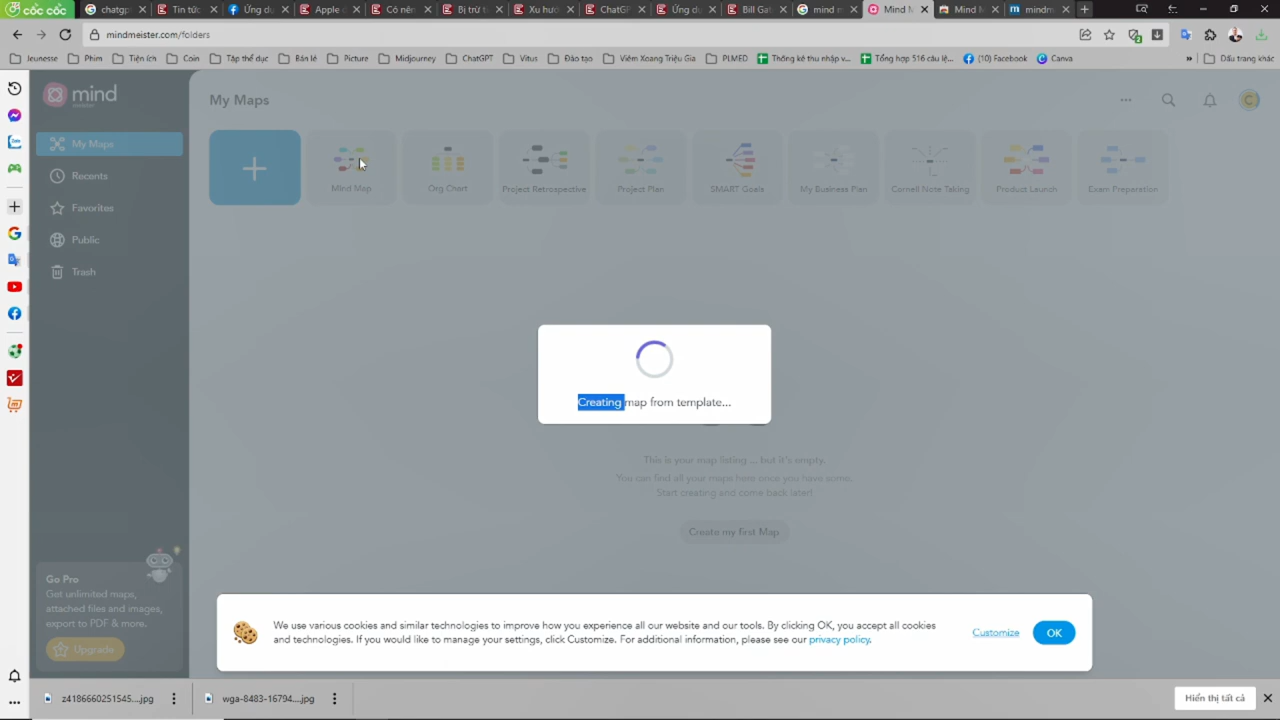 cốc cốc
chatgp
Tin tức
Ứng dụ
Apple c
Có nên
Bị trừ t
Xu hướ
ChatGF
Ứng dụ
Bill Gat
mind m
Mind M
Mind M
mindm
mindmeister.com/folders
Jeunesse
Phim
Tiện ích
Coin
Tập thể dục
Bán lẻ
Picture
Midjourney
ChatGPT
Vitus
Đào tạo
Viêm Xoang Triệu Gia
PLMED
Thống kê thu nhập v...
Tổng hợp 516 câu lệ...
(10) Facebook
Canva
»
Dấu trang khác
mind
meister
My Maps
Recents
Favorites
Public
Trash
My Maps
C
Mind Map
Org Chart
Project Retrospective
Project Plan
SMART Goals
My Business Plan
Cornell Note Taking
Product Launch
Exam Preparation
Creating map from template...
This is your map listing ... but it's empty.
You can find all your maps here once you have some.
Start creating and come back later!
Create my first Map
Go Pro
Get unlimited maps,
attached files and images,
export to PDF & more.
Upgrade
We use various cookies and similar technologies to improve how you experience all our website and our tools. By clicking OK, you accept all cookies
and technologies. If you would like to manage your settings, click Customize. For additional information, please see our privacy policy.
Customize
OK
z4186660251545....jpg
wga-8483-16794....jpg
Hiển thị tất cả